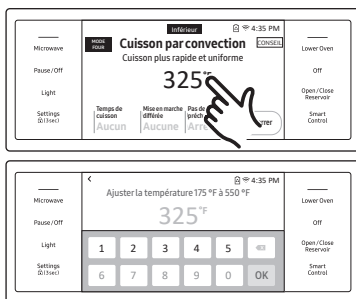 Inférieur
4:35 PM
MODE
FOUR
Cuisson par convection
CONSEIL
Cuisson plus rapide et uniforme
325°F
Temps de
cuisson
Aucun
Mise en marche
différée
Aucune
Pas de
Microwave
Pause/Off
Light
Settings
(3sec)
Lower Oven
Off
Open/Close
Reservoir
Smart
Control
<
4:35 PM
Ajuster la température 175 °F à 550 °F
325°F
1 2 3 4 5
6 7 8 9 0 OK
Microwave
Pause/Off
Light
Settings
(3sec)
Lower Oven
Off
Open/Close
Reservoir
Smart
Control